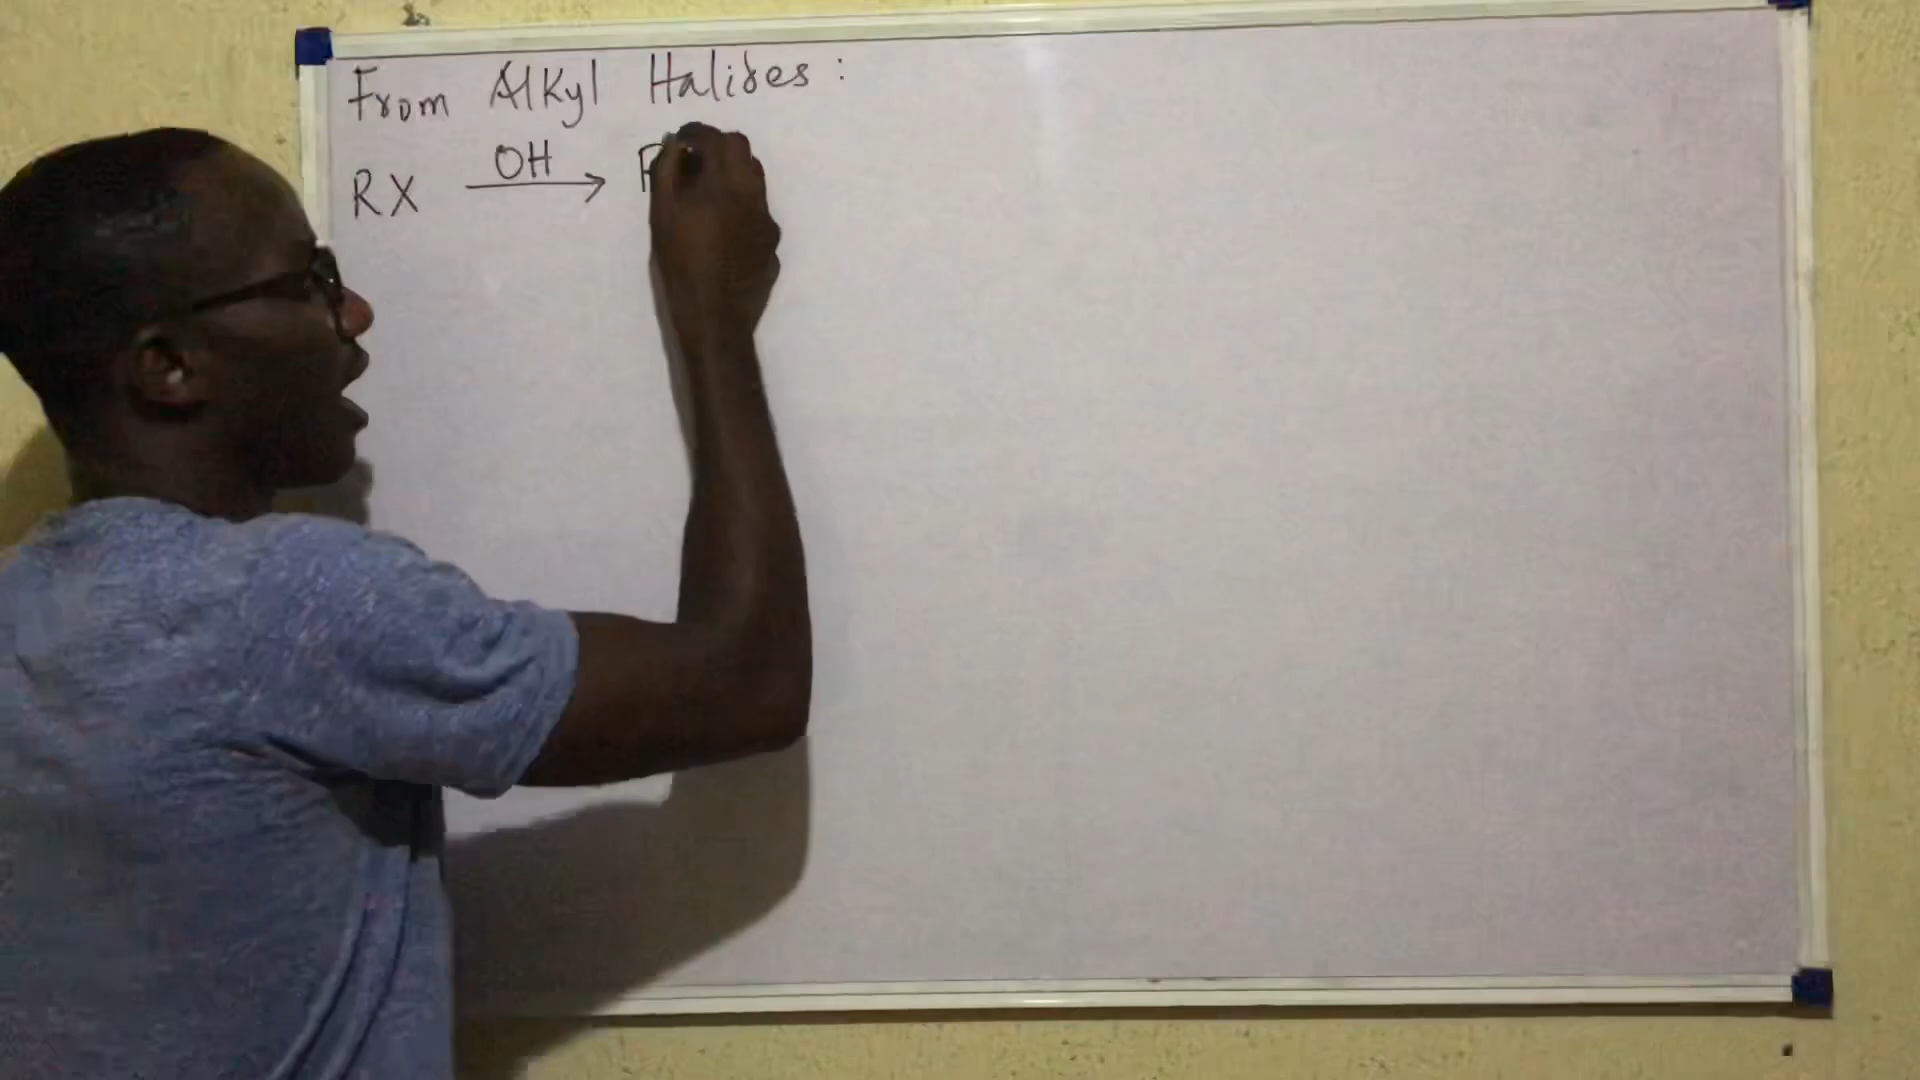 From Alkyl Halides :
RX OH → R